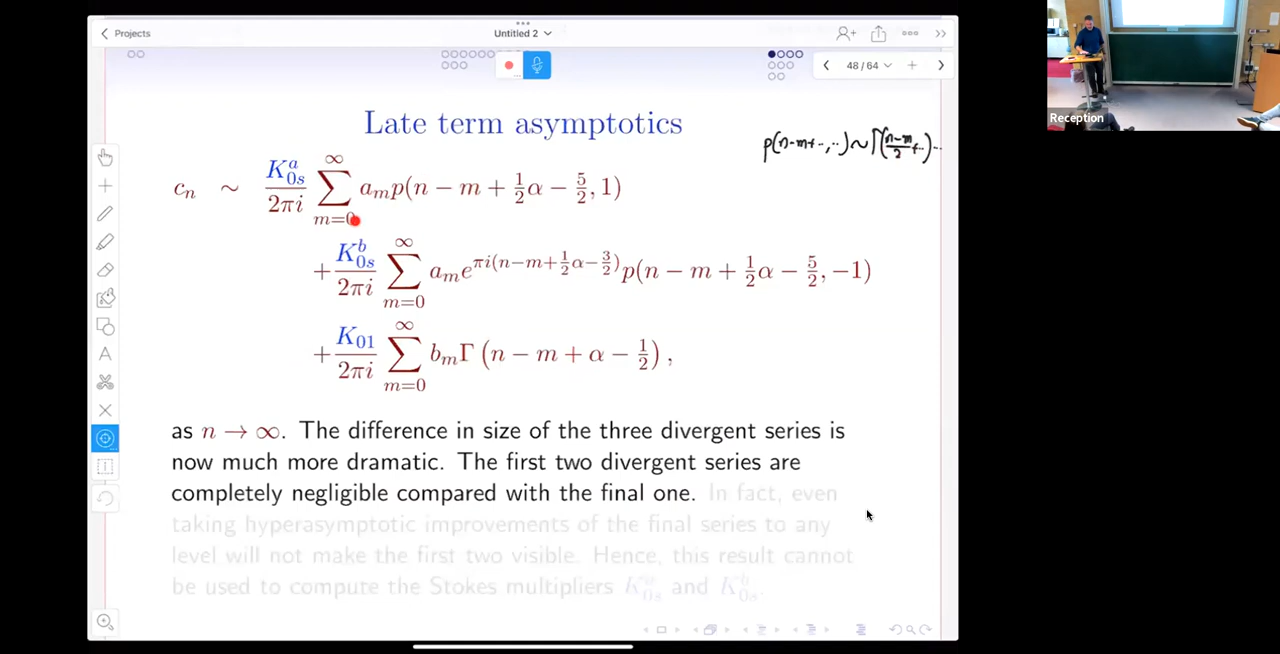 Projects
Untitled 2
48/64
Late term asymptotics
p(n-m+..,..) ~ Γ(n-m/2+..)...
c_n ~ K^a_{0s}/2πi ∑_{m=0}^∞ a_m p(n − m + ½α − 5/2, 1)
+ K^b_{0s}/2πi ∑_{m=0}^∞ a_m e^{πi(n−m+½α−3/2)} p(n − m + ½α − 5/2, −1)
+ K_{01}/2πi ∑_{m=0}^∞ b_m Γ(n − m + α − ½),
as n → ∞. The difference in size of the three divergent series is
now much more dramatic. The first two divergent series are
completely negligible compared with the final one. In fact, even
taking hyperasymptotic improvements of the final series to any
level will not make the first two visible. Hence, this result cannot
be used to compute the Stokes multipliers K^a_{0s} and K^b_{0s}.
Reception